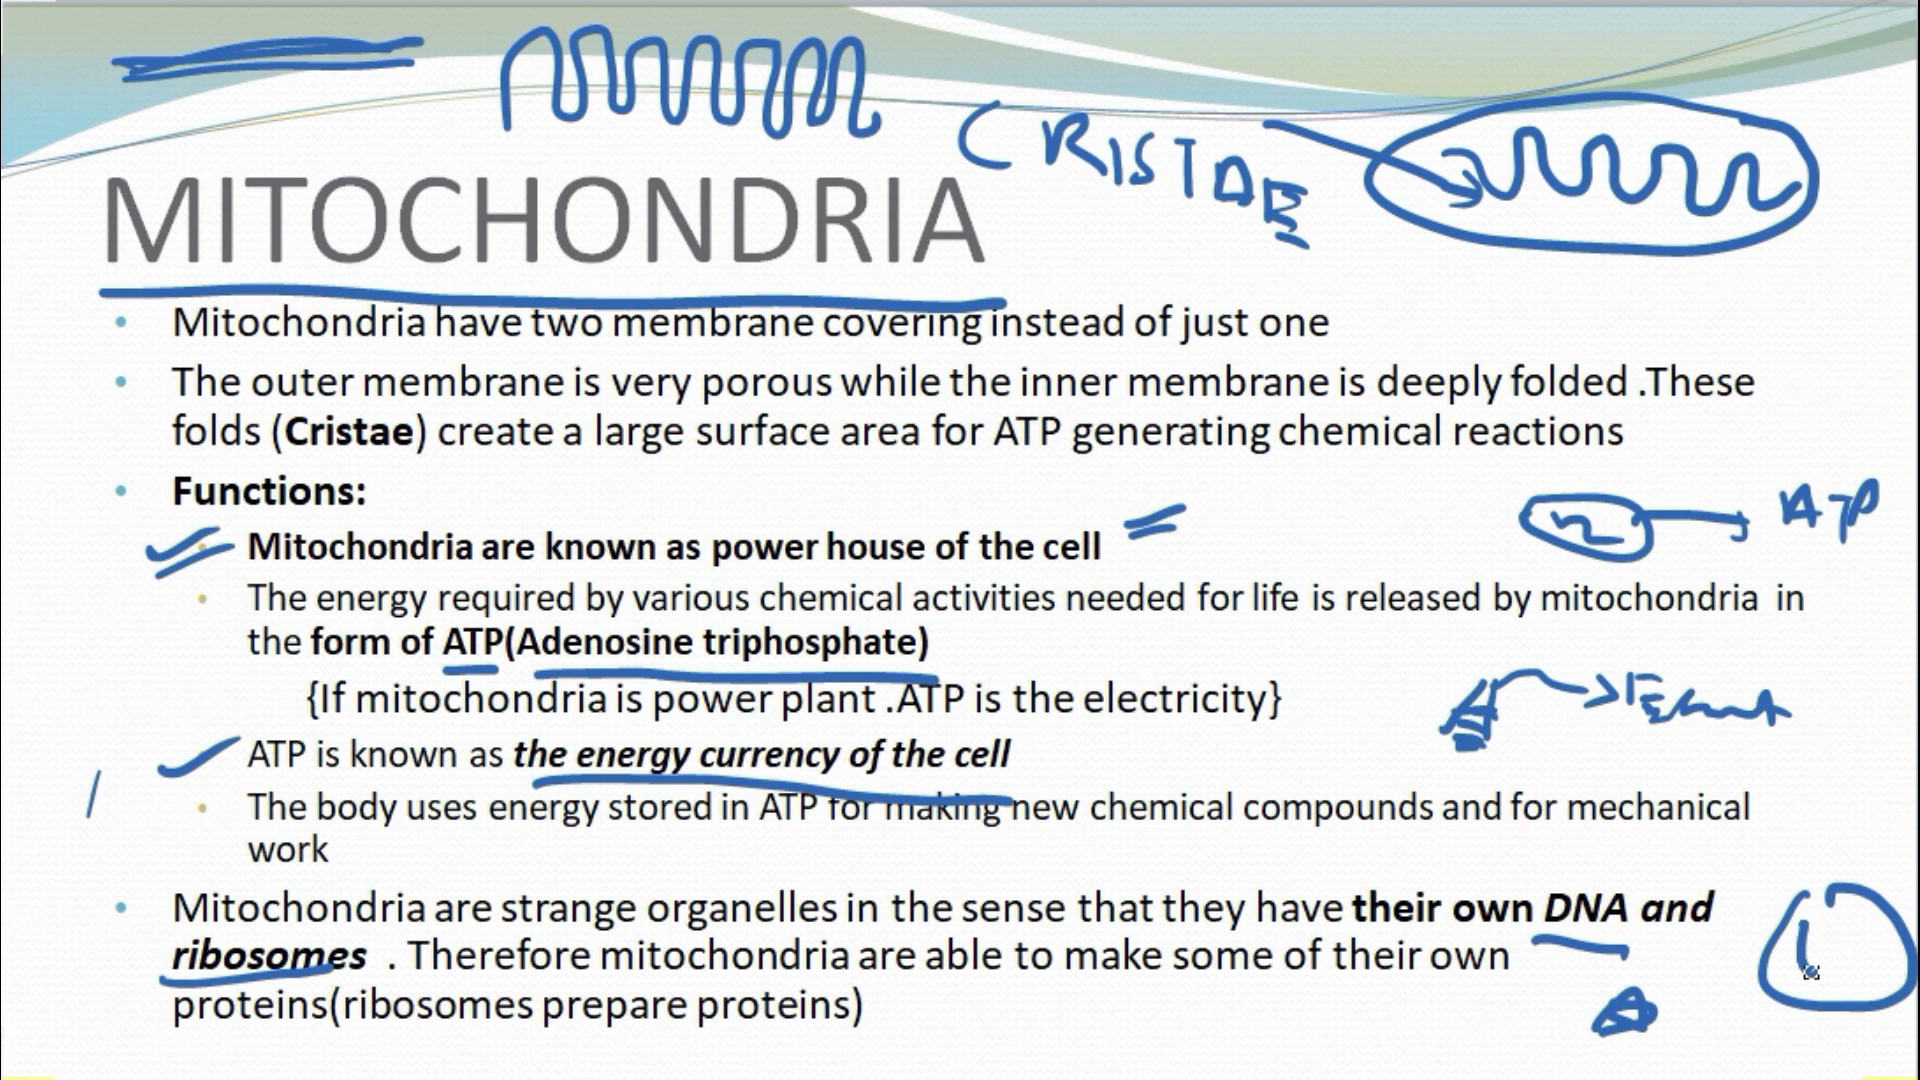 CRISTAE
MITOCHONDRIA
• Mitochondria have two membrane covering instead of just one
• The outer membrane is very porous while the inner membrane is deeply folded .These
folds (Cristae) create a large surface area for ATP generating chemical reactions
• Functions:
ATP
• Mitochondria are known as power house of the cell
• The energy required by various chemical activities needed for life is released by mitochondria in
the form of ATP(Adenosine triphosphate)
{If mitochondria is power plant .ATP is the electricity}
ATP is known as the energy currency of the cell
• The body uses energy stored in ATP for making new chemical compounds and for mechanical
work
• Mitochondria are strange organelles in the sense that they have their own DNA and
ribosomes . Therefore mitochondria are able to make some of their own
proteins(ribosomes prepare proteins)